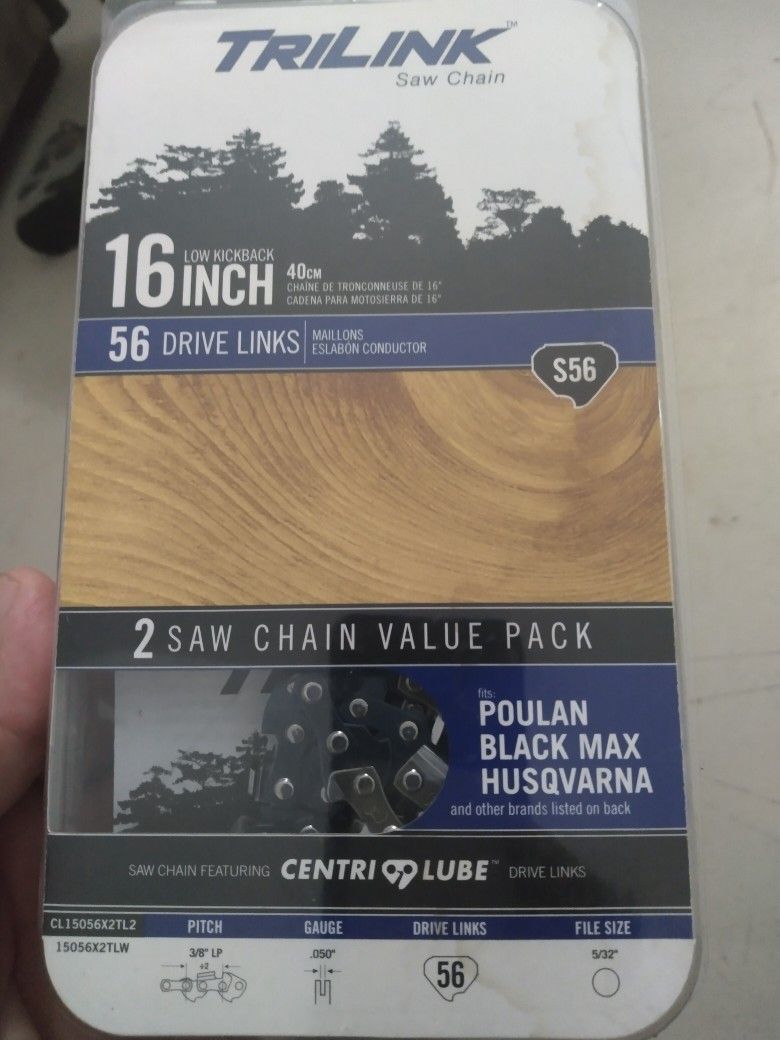 TRILINK™
Saw Chain
16 INCH
LOW KICKBACK
40CM
CHAÎNE DE TRONCONNEUSE DE 16"
CADENA PARA MOTOSIERRA DE 16"
56 DRIVE LINKS
MAILLONS
ESLABÓN CONDUCTOR
S56
2 SAW CHAIN VALUE PACK
fits:
POULAN
BLACK MAX
HUSQVARNA
and other brands listed on back
SAW CHAIN FEATURING CENTRI LUBE™ DRIVE LINKS
CL15056X2TL2 PITCH GAUGE DRIVE LINKS FILE SIZE
15056X2TLW 3/8" LP .050" 56 5/32"
÷2